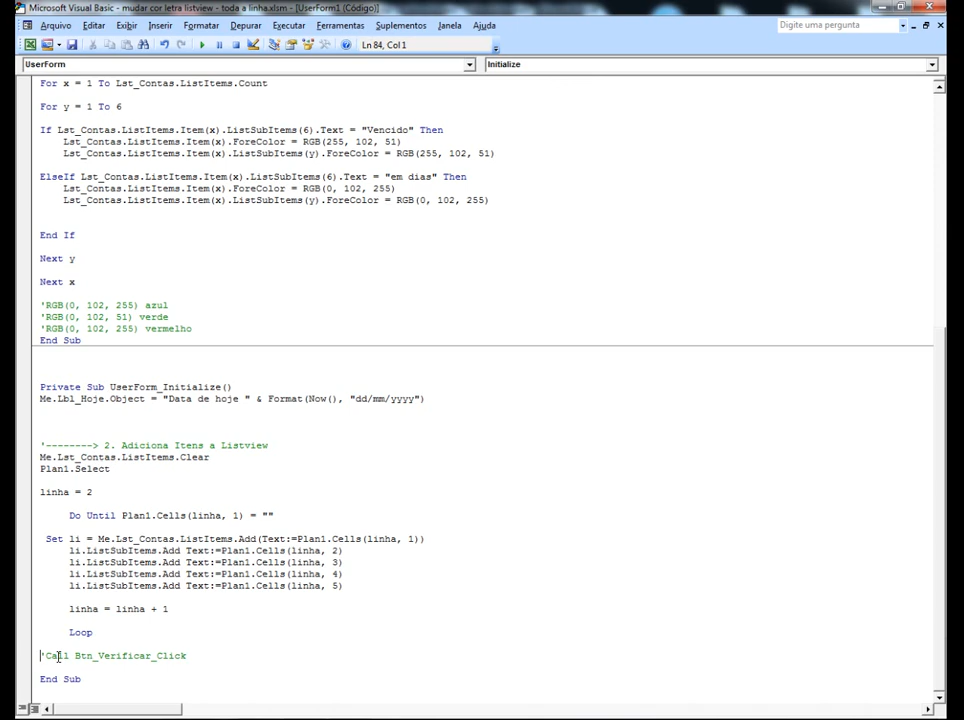 Microsoft Visual Basic - mudar cor letra listview - toda a linha.xlsm - [UserForm1 (Código)]
Arquivo Editar Exibir Inserir Formatar Depurar Executar Ferramentas Suplementos Janela Ajuda Digite uma pergunta
Ln 84, Col 1
UserForm Initialize
For x = 1 To Lst_Contas.ListItems.Count
For y = 1 To 6
If Lst_Contas.ListItems.Item(x).ListSubItems(6).Text = "Vencido" Then
Lst_Contas.ListItems.Item(x).ForeColor = RGB(255, 102, 51)
Lst_Contas.ListItems.Item(x).ListSubItems(y).ForeColor = RGB(255, 102, 51)
ElseIf Lst_Contas.ListItems.Item(x).ListSubItems(6).Text = "em dias" Then
Lst_Contas.ListItems.Item(x).ForeColor = RGB(0, 102, 255)
Lst_Contas.ListItems.Item(x).ListSubItems(y).ForeColor = RGB(0, 102, 255)
End If
Next y
Next x
'RGB(0, 102, 255) azul
'RGB(0, 102, 51) verde
'RGB(0, 102, 255) vermelho
End Sub
Private Sub UserForm_Initialize()
Me.Lbl_Hoje.Object = "Data de hoje " & Format(Now(), "dd/mm/yyyy")
'--------> 2. Adiciona Itens a Listview
Me.Lst_Contas.ListItems.Clear
Plan1.Select
linha = 2
Do Until Plan1.Cells(linha, 1) = ""
Set li = Me.Lst_Contas.ListItems.Add(Text:=Plan1.Cells(linha, 1))
li.ListSubItems.Add Text:=Plan1.Cells(linha, 2)
li.ListSubItems.Add Text:=Plan1.Cells(linha, 3)
li.ListSubItems.Add Text:=Plan1.Cells(linha, 4)
li.ListSubItems.Add Text:=Plan1.Cells(linha, 5)
linha = linha + 1
Loop
'Call Btn_Verificar_Click
End Sub